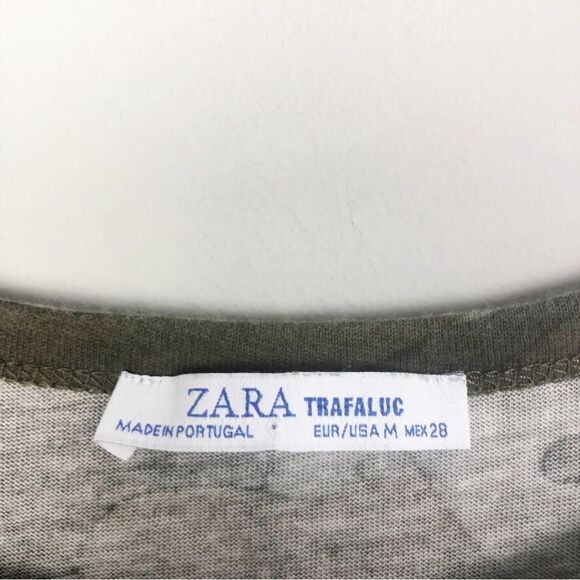 ZARA TRAFALUC
MADE IN PORTUGAL EUR/USA M MEX 28